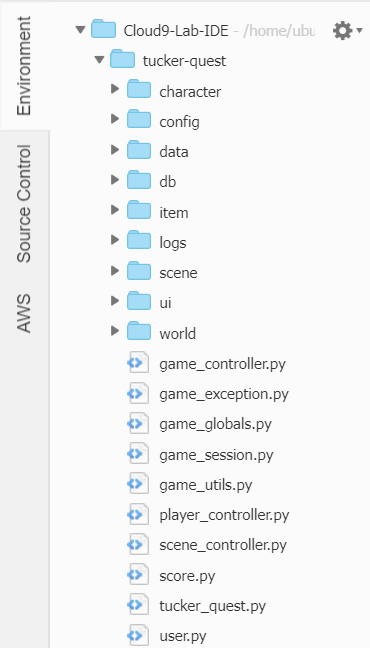 Environment
Source Control
AWS
Cloud9-Lab-IDE - /home/ubu
tucker-quest
character
config
data
db
item
logs
scene
ui
world
game_controller.py
game_exception.py
game_globals.py
game_session.py
game_utils.py
player_controller.py
scene_controller.py
score.py
tucker_quest.py
user.py